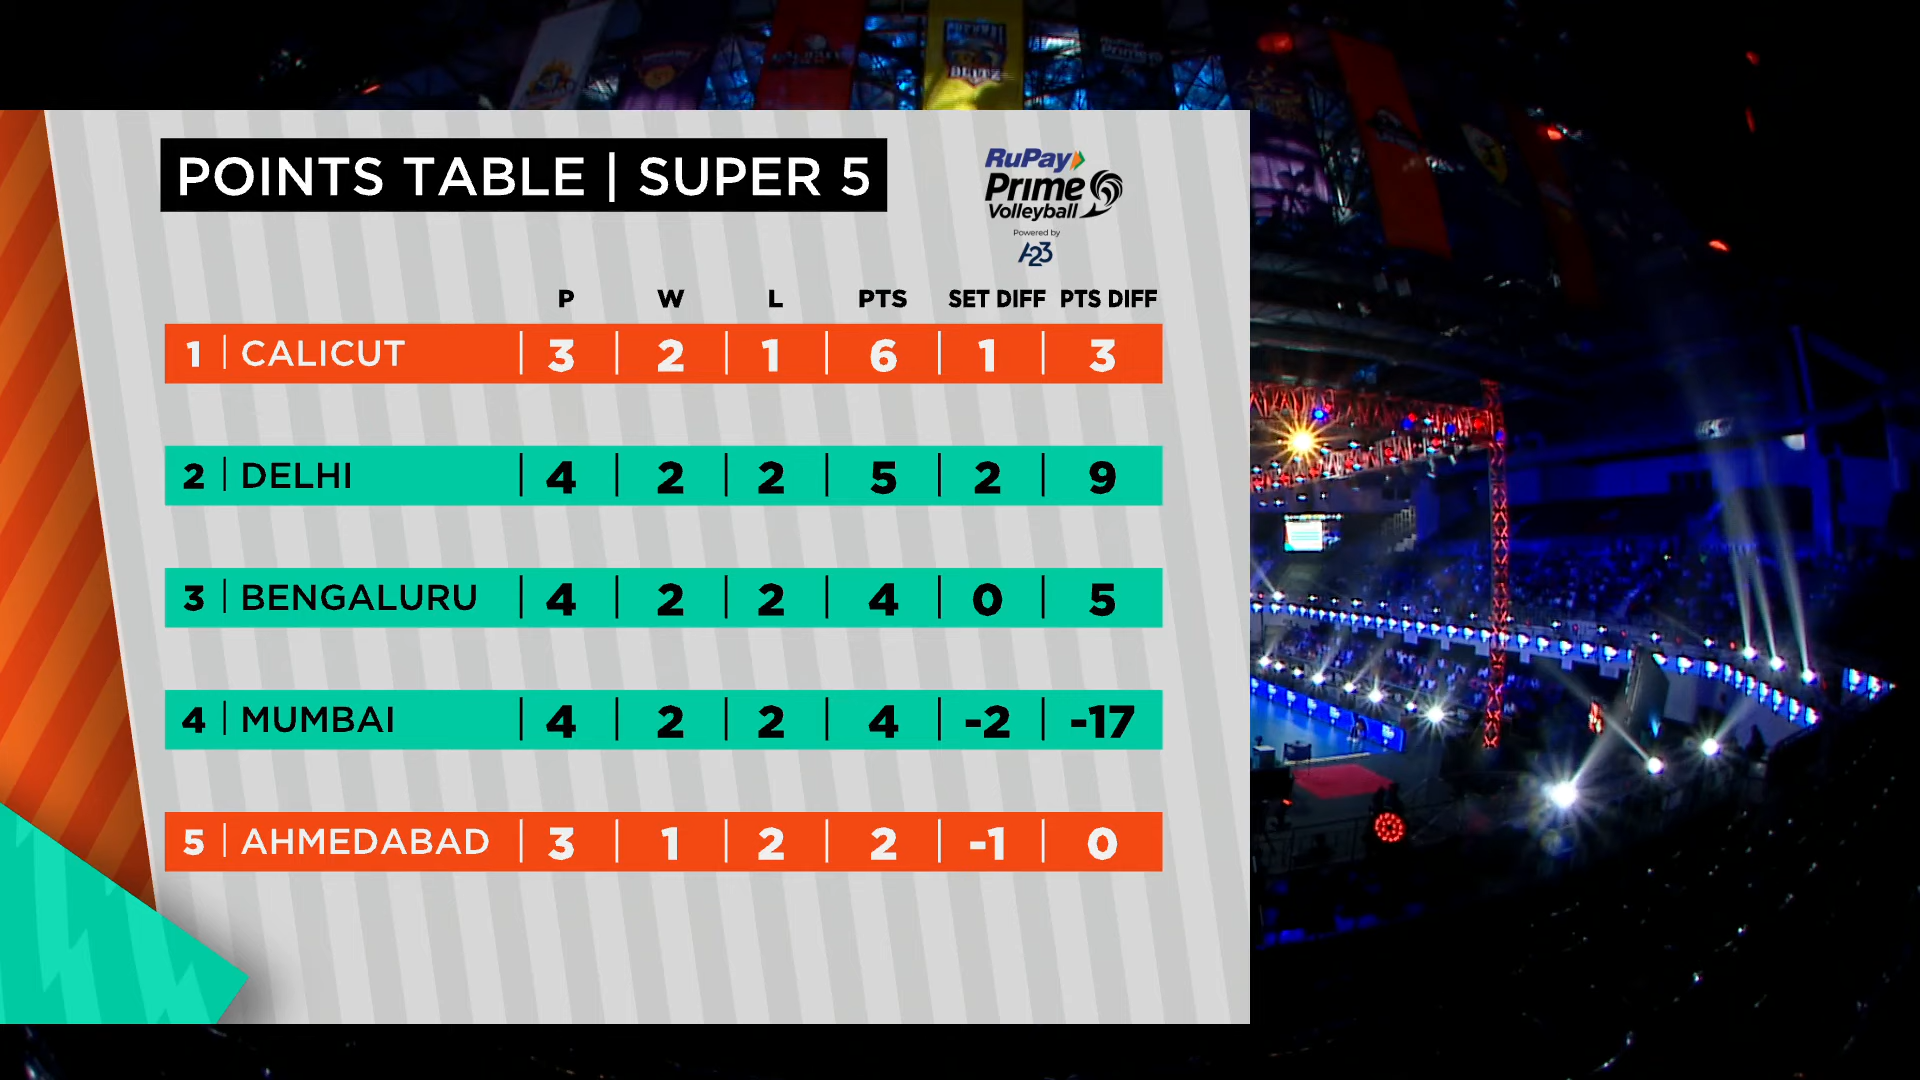 POINTS TABLE | SUPER 5
RuPay
Prime
Volleyball
Powered by
A23
P W L PTS SET DIFF PTS DIFF
1 | CALICUT | 3 | 2 | 1 | 6 | 1 | 3
2 | DELHI | 4 | 2 | 2 | 5 | 2 | 9
3 | BENGALURU | 4 | 2 | 2 | 4 | 0 | 5
4 | MUMBAI | 4 | 2 | 2 | 4 | -2 | -17
5 | AHMEDABAD | 3 | 1 | 2 | 2 | -1 | 0